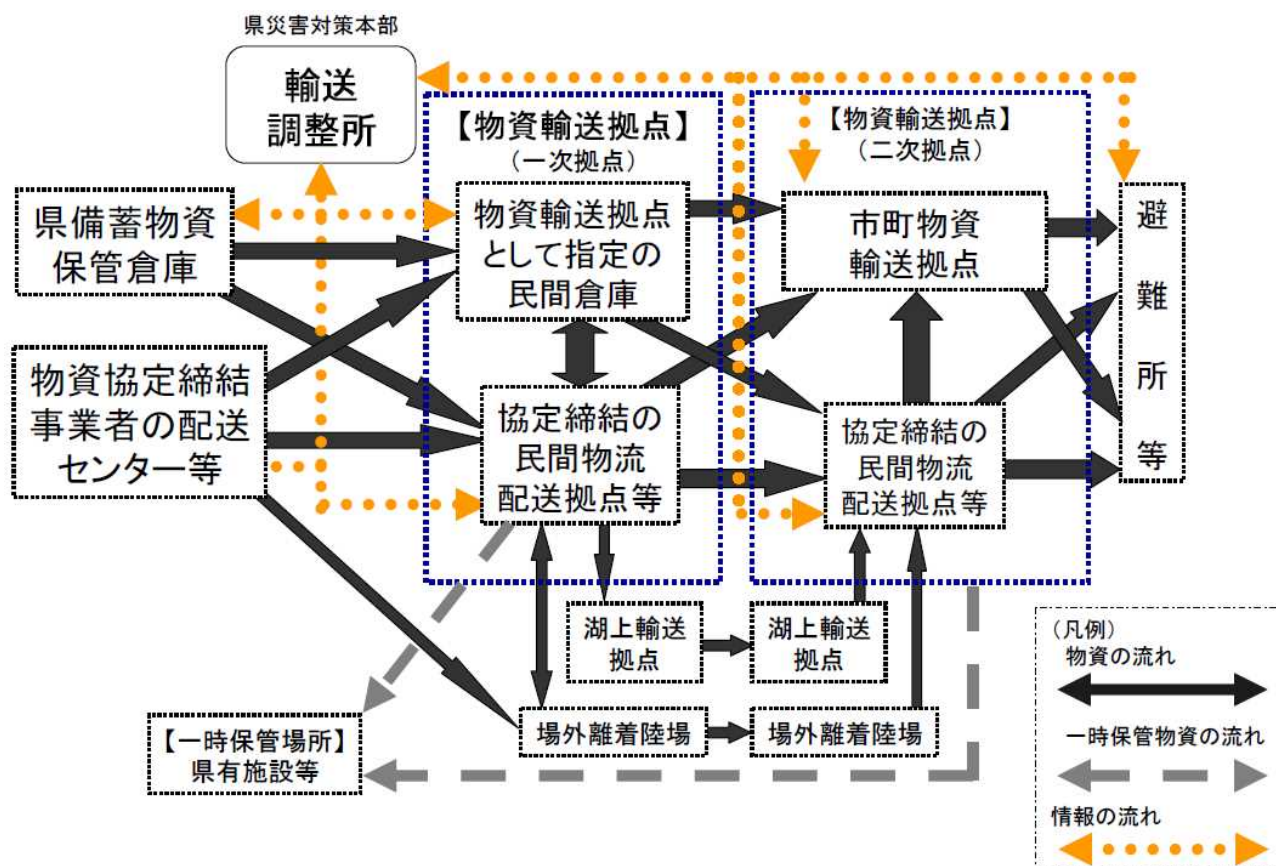 県災害対策本部
輸送
調整所
【物資輸送拠点】
（一次拠点）
【物資輸送拠点】
（二次拠点）
県備蓄物資
保管倉庫
物資輸送拠点
として指定の
民間倉庫
市町物資
輸送拠点
避
難
所
等
物資協定締結
事業者の配送
センター等
協定締結の
民間物流
配送拠点等
協定締結の
民間物流
配送拠点等
湖上輸送
拠点
湖上輸送
拠点
場外離着陸場
場外離着陸場
【一時保管場所】
県有施設等
（凡例）
物資の流れ
一時保管物資の流れ
情報の流れ